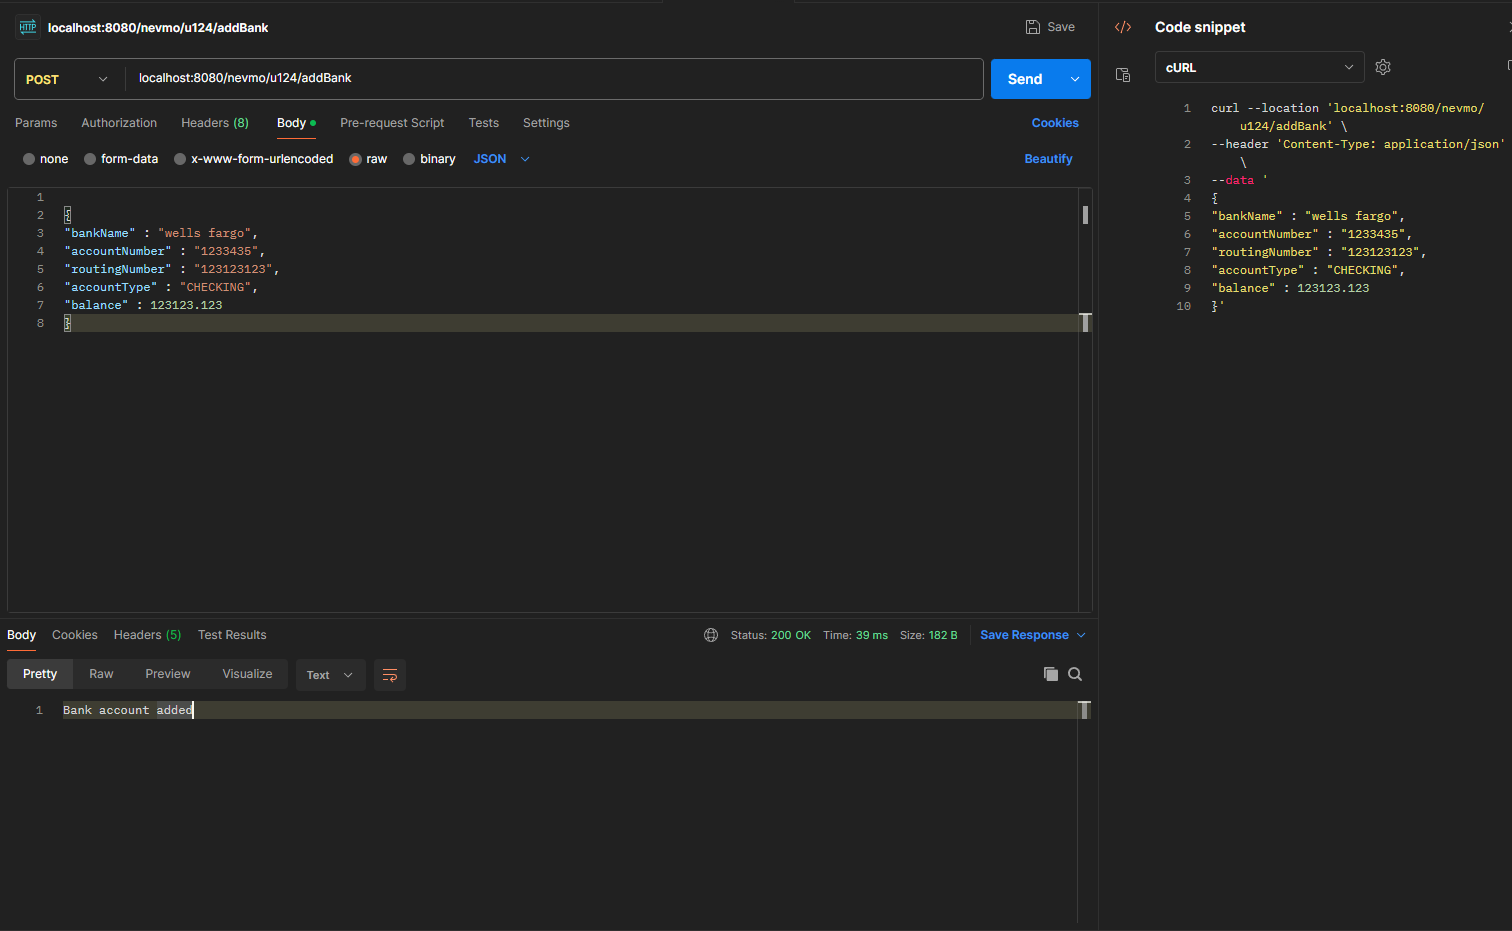 HTTP localhost:8080/nevmo/u124/addBank
Save
POST localhost:8080/nevmo/u124/addBank
Send
Params Authorization Headers (8) Body Pre-request Script Tests Settings Cookies
none form-data x-www-form-urlencoded raw binary JSON Beautify
1
2 {
3 "bankName" : "wells fargo",
4 "accountNumber" : "1233435",
5 "routingNumber" : "123123123",
6 "accountType" : "CHECKING",
7 "balance" : 123123.123
8 }
Body Cookies Headers (5) Test Results Status: 200 OK Time: 39 ms Size: 182 B Save Response
Pretty Raw Preview Visualize Text
1 Bank account added
</> Code snippet
cURL
1 curl --location 'localhost:8080/nevmo/
u124/addBank' \
2 --header 'Content-Type: application/json'
\
3 --data '
4 {
5 "bankName" : "wells fargo",
6 "accountNumber" : "1233435",
7 "routingNumber" : "123123123",
8 "accountType" : "CHECKING",
9 "balance" : 123123.123
10 }'